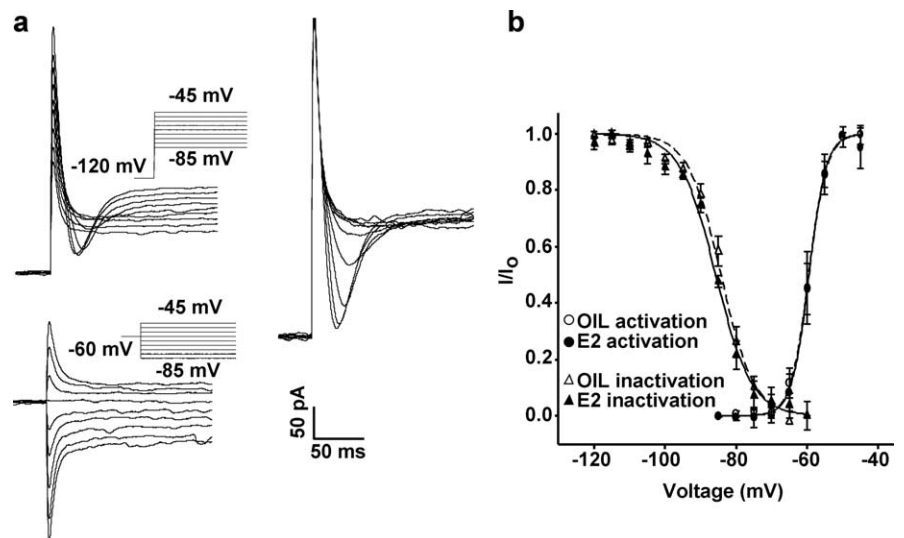 a
-45 mV
-120 mV
-85 mV
-45 mV
-60 mV
-85 mV
50 pA
50 ms
b
1.0
0.8
0.6
0.4
0.2
0.0
I/IO
OIL activation
E2 activation
OIL inactivation
E2 inactivation
-120 -100 -80 -60 -40
Voltage (mV)